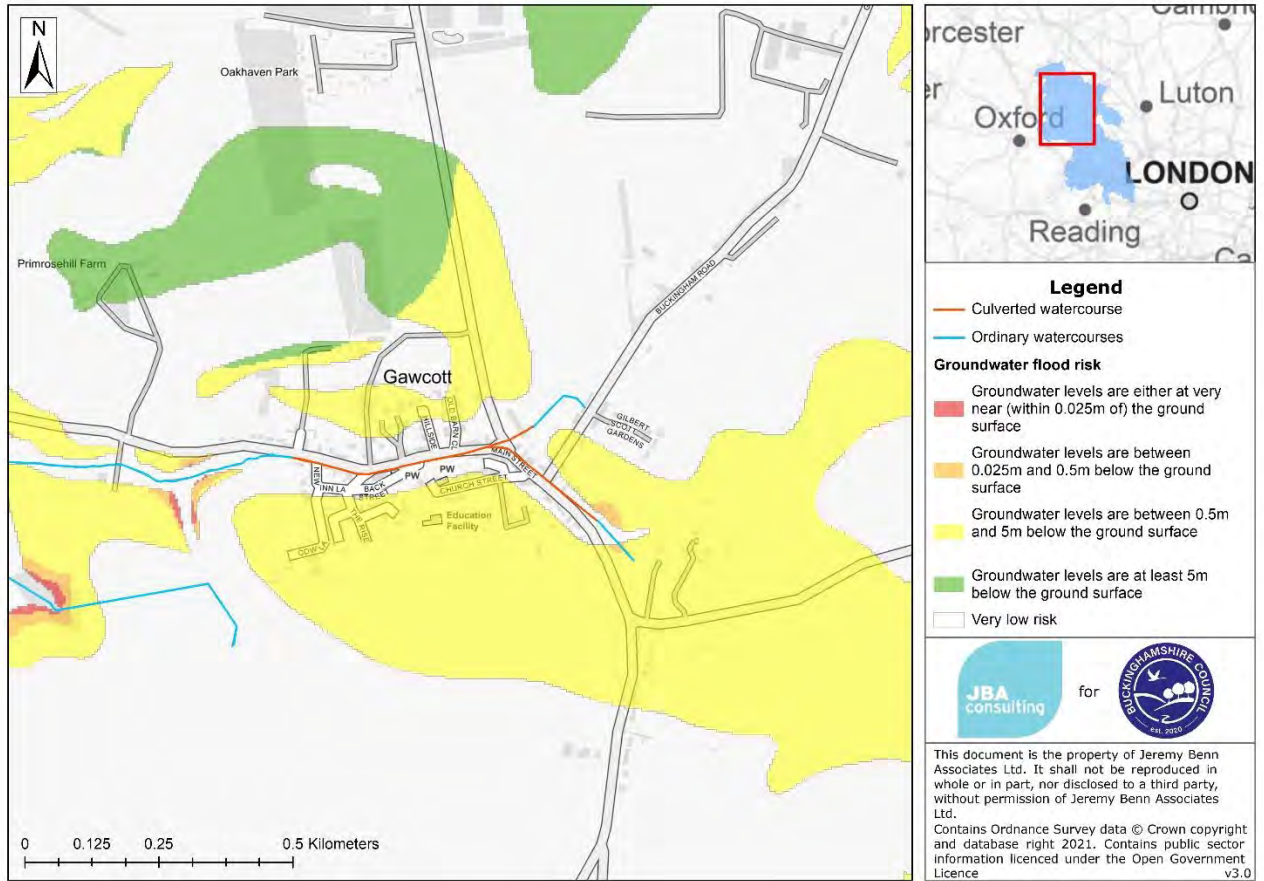 N
Oakhaven Park
Primrosehill Farm
BUCKINGHAM ROAD
Gawcott
OLD BARN CL
HILLSIDE
GILBERT
SCOTT
GARDENS
MAIN STREET
PW
PW
NEW
INN LA
BACK
STREET
CHURCH STREET
THE RISE
Education
Facility
COW LA
0 0.125 0.25 0.5 Kilometers
orcester
Cambri
er
Luton
Oxford
LONDON
Reading
Ca
Legend
Culverted watercourse
Ordinary watercourses
Groundwater flood risk
Groundwater levels are either at very
near (within 0.025m of) the ground
surface
Groundwater levels are between
0.025m and 0.5m below the ground
surface
Groundwater levels are between 0.5m
and 5m below the ground surface
Groundwater levels are at least 5m
below the ground surface
Very low risk
JBA
consulting
for
BUCKINGHAMSHIRE COUNCIL
est. 2020
This document is the property of Jeremy Benn
Associates Ltd. It shall not be reproduced in
whole or in part, nor disclosed to a third party,
without permission of Jeremy Benn Associates
Ltd.
Contains Ordnance Survey data © Crown copyright
and database right 2021. Contains public sector
information licenced under the Open Government
Licence v3.0